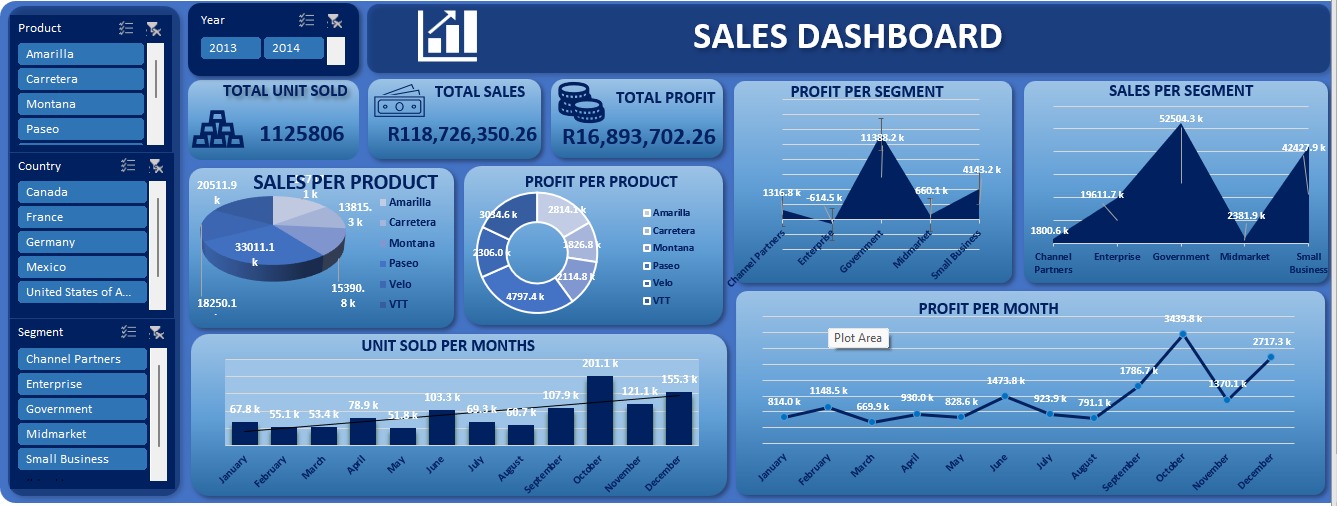 Product
Amarilla
Carretera
Montana
Paseo
Country
Canada
France
Germany
Mexico
United States of A...
Segment
Channel Partners
Enterprise
Government
Midmarket
Small Business
Year
2013
2014
SALES DASHBOARD
TOTAL UNIT SOLD
1125806
TOTAL SALES
R118,726,350.26
TOTAL PROFIT
R16,893,702.26
SALES PER PRODUCT
20511.9
k
1 k
13815.
3 k
33011.1
k
15390.
8 k
18250.1
Amarilla
Carretera
Montana
Paseo
Velo
VTT
PROFIT PER PRODUCT
3034.6 k
2814.1 k
1826.8 k
2114.8 k
4797.4 k
2306.0 k
Amarilla
Carretera
Montana
Paseo
Velo
VTT
PROFIT PER SEGMENT
1316.8 k
-614.5 k
11388.2 k
660.1 k
4143.2 k
Channel Partners
Enterprise
Government
Midmarket
Small Business
SALES PER SEGMENT
1800.6 k
19611.7 k
52504.3 k
2381.9 k
42427.9 k
Channel
Partners
Enterprise
Government
Midmarket
Small
Business
UNIT SOLD PER MONTHS
67.8 k
55.1 k
53.4 k
78.9 k
51.8 k
103.3 k
69.3 k
60.7 k
107.9 k
201.1 k
121.1 k
155.3 k
January
February
March
April
May
June
July
August
September
October
November
December
PROFIT PER MONTH
Plot Area
814.0 k
1148.5 k
669.9 k
930.0 k
828.6 k
1473.8 k
923.9 k
791.1 k
1786.7 k
3439.8 k
1370.1 k
2717.3 k
January
February
March
April
May
June
July
August
September
October
November
December